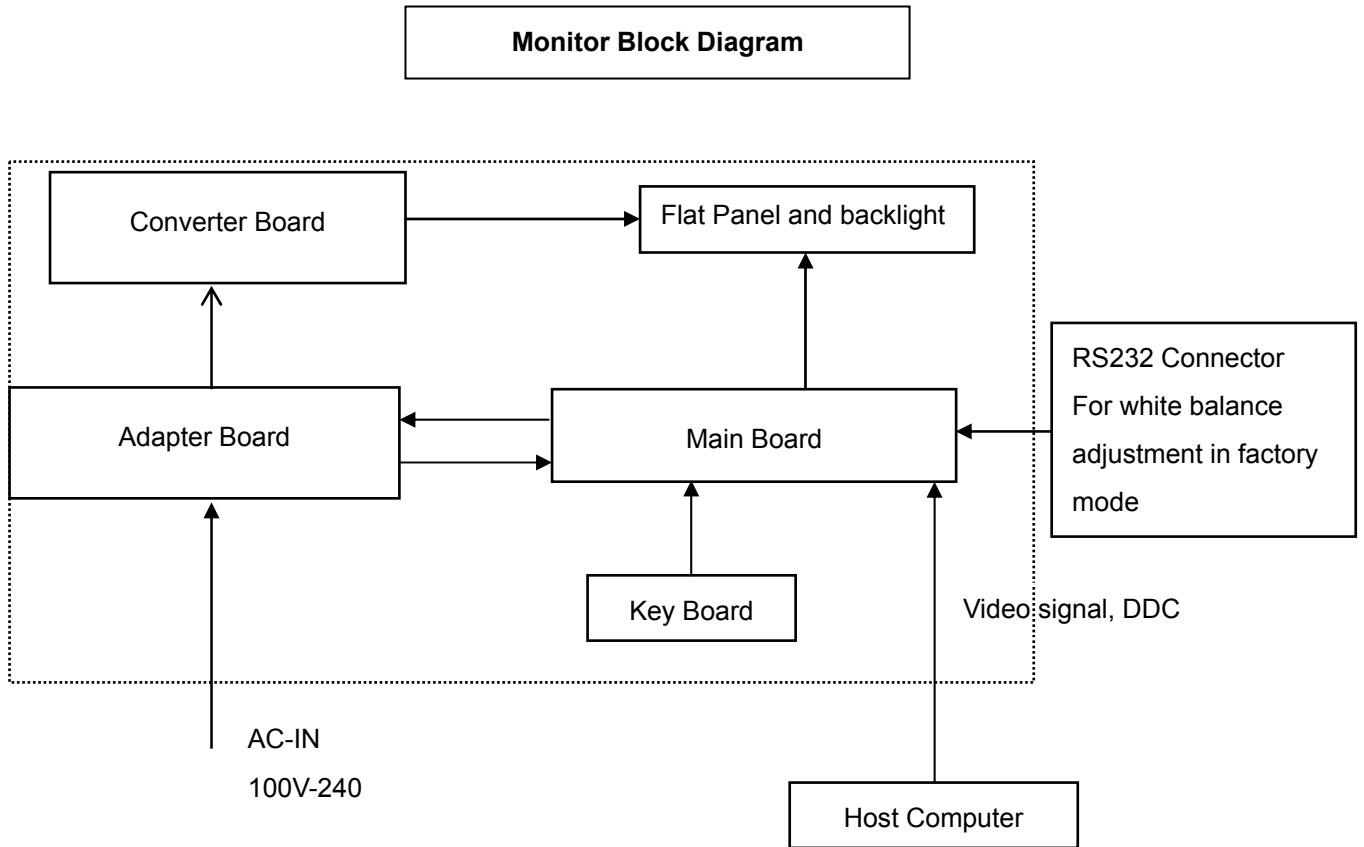 Monitor Block Diagram
Converter Board
Flat Panel and backlight
RS232 Connector
For white balance
adjustment in factory
mode
Adapter Board
Main Board
Key Board
Video signal, DDC
AC-IN
100V-240
Host Computer